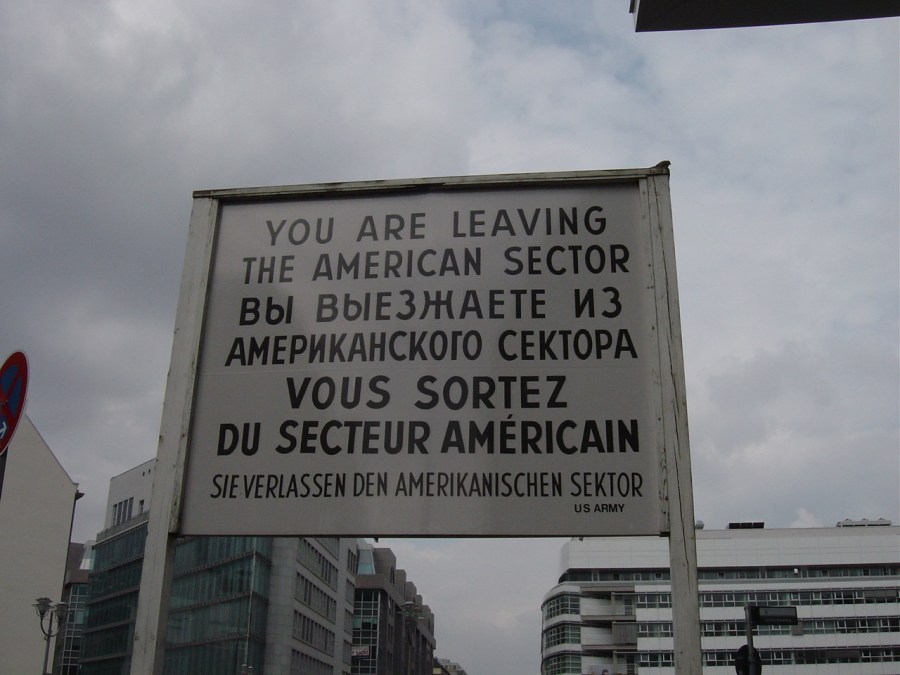 YOU ARE LEAVING
THE AMERICAN SECTOR
ВЫ ВЫЕЗЖАЕТЕ ИЗ
АМЕРИКАНСКОГО СЕКТОРА
VOUS SORTEZ
DU SECTEUR AMÉRICAIN
SIE VERLASSEN DEN AMERIKANISCHEN SEKTOR
US ARMY